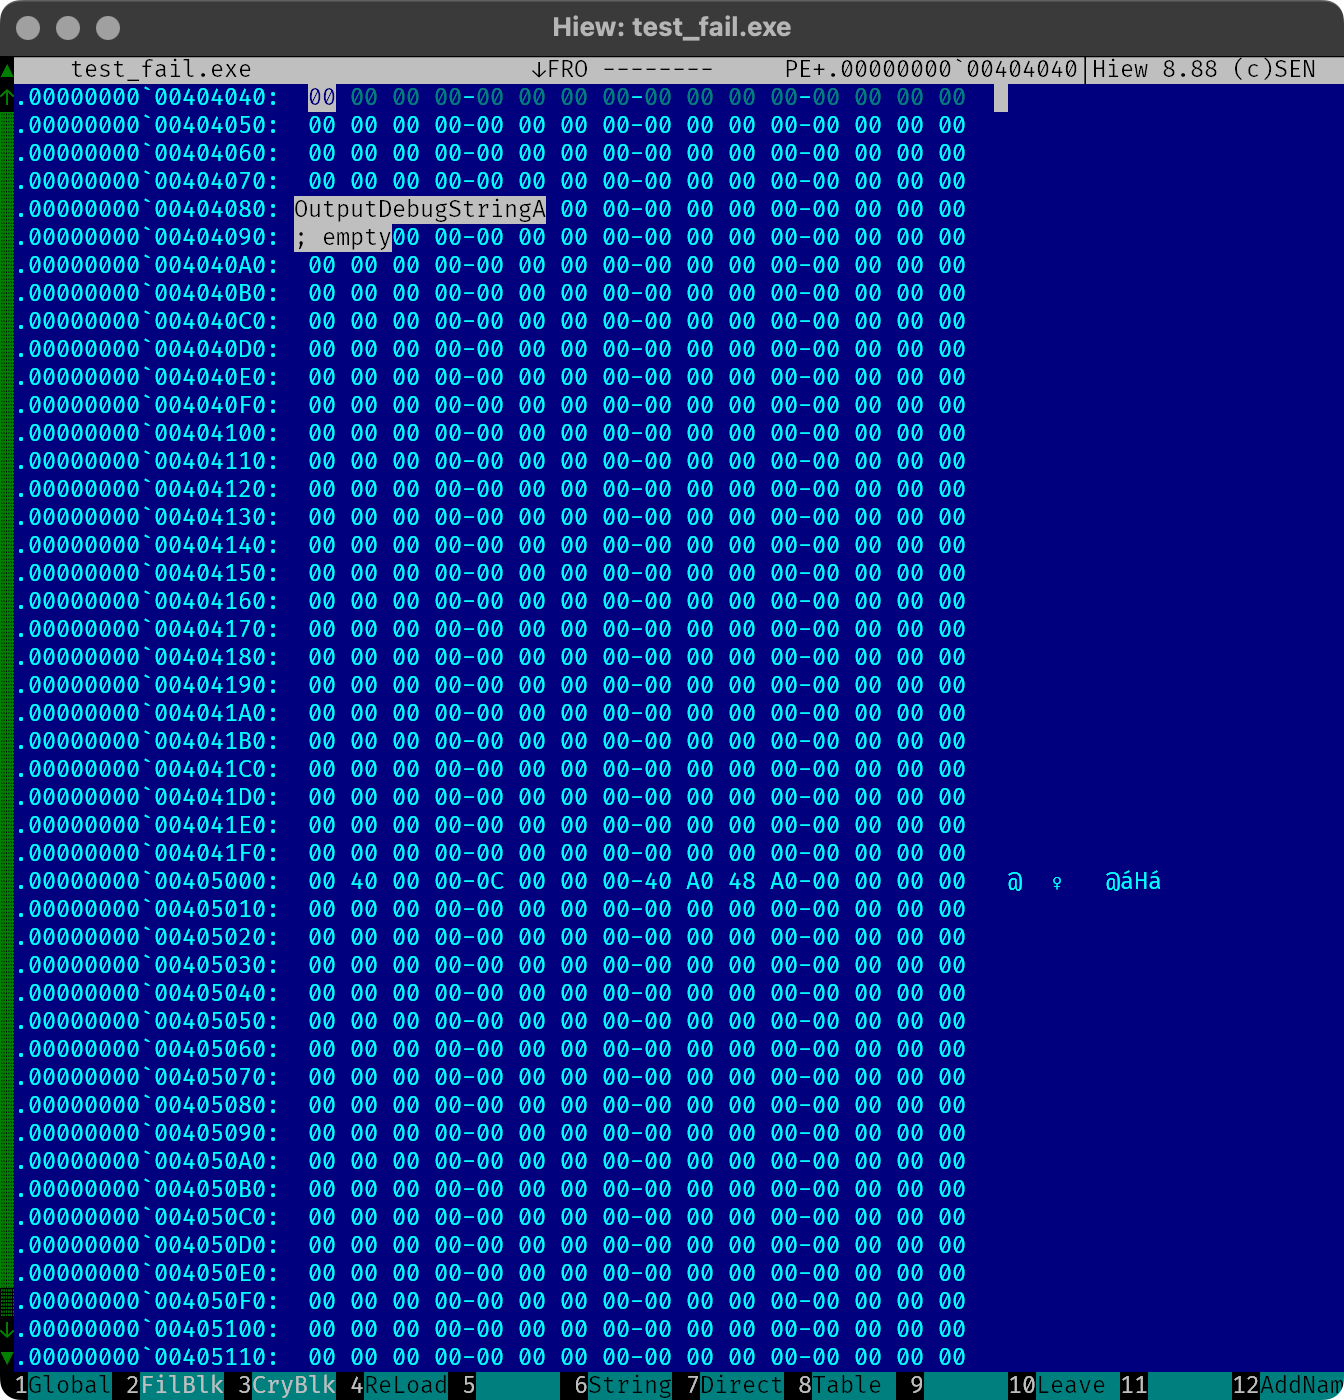 Hiew: test_fail.exe
test_fail.exe ↓FRO -------- PE+.00000000`00404040|Hiew 8.88 (c)SEN
.00000000`00404040: 00 00 00 00-00 00 00 00-00 00 00 00-00 00 00 00
.00000000`00404050: 00 00 00 00-00 00 00 00-00 00 00 00-00 00 00 00
.00000000`00404060: 00 00 00 00-00 00 00 00-00 00 00 00-00 00 00 00
.00000000`00404070: 00 00 00 00-00 00 00 00-00 00 00 00-00 00 00 00
.00000000`00404080: OutputDebugStringA 00 00 00-00 00 00 00-00 00 00 00
.00000000`00404090: ; empty00 00-00 00 00 00-00 00 00 00-00 00 00 00
.00000000`004040A0: 00 00 00 00-00 00 00 00-00 00 00 00-00 00 00 00
.00000000`004040B0: 00 00 00 00-00 00 00 00-00 00 00 00-00 00 00 00
.00000000`004040C0: 00 00 00 00-00 00 00 00-00 00 00 00-00 00 00 00
.00000000`004040D0: 00 00 00 00-00 00 00 00-00 00 00 00-00 00 00 00
.00000000`004040E0: 00 00 00 00-00 00 00 00-00 00 00 00-00 00 00 00
.00000000`004040F0: 00 00 00 00-00 00 00 00-00 00 00 00-00 00 00 00
.00000000`00404100: 00 00 00 00-00 00 00 00-00 00 00 00-00 00 00 00
.00000000`00404110: 00 00 00 00-00 00 00 00-00 00 00 00-00 00 00 00
.00000000`00404120: 00 00 00 00-00 00 00 00-00 00 00 00-00 00 00 00
.00000000`00404130: 00 00 00 00-00 00 00 00-00 00 00 00-00 00 00 00
.00000000`00404140: 00 00 00 00-00 00 00 00-00 00 00 00-00 00 00 00
.00000000`00404150: 00 00 00 00-00 00 00 00-00 00 00 00-00 00 00 00
.00000000`00404160: 00 00 00 00-00 00 00 00-00 00 00 00-00 00 00 00
.00000000`00404170: 00 00 00 00-00 00 00 00-00 00 00 00-00 00 00 00
.00000000`00404180: 00 00 00 00-00 00 00 00-00 00 00 00-00 00 00 00
.00000000`00404190: 00 00 00 00-00 00 00 00-00 00 00 00-00 00 00 00
.00000000`004041A0: 00 00 00 00-00 00 00 00-00 00 00 00-00 00 00 00
.00000000`004041B0: 00 00 00 00-00 00 00 00-00 00 00 00-00 00 00 00
.00000000`004041C0: 00 00 00 00-00 00 00 00-00 00 00 00-00 00 00 00
.00000000`004041D0: 00 00 00 00-00 00 00 00-00 00 00 00-00 00 00 00
.00000000`004041E0: 00 00 00 00-00 00 00 00-00 00 00 00-00 00 00 00
.00000000`004041F0: 00 00 00 00-00 00 00 00-00 00 00 00-00 00 00 00
.00000000`00405000: 00 40 00 00-0C 00 00 00-40 A0 48 A0-00 00 00 00 @ ♀ @áHá
.00000000`00405010: 00 00 00 00-00 00 00 00-00 00 00 00-00 00 00 00
.00000000`00405020: 00 00 00 00-00 00 00 00-00 00 00 00-00 00 00 00
.00000000`00405030: 00 00 00 00-00 00 00 00-00 00 00 00-00 00 00 00
.00000000`00405040: 00 00 00 00-00 00 00 00-00 00 00 00-00 00 00 00
.00000000`00405050: 00 00 00 00-00 00 00 00-00 00 00 00-00 00 00 00
.00000000`00405060: 00 00 00 00-00 00 00 00-00 00 00 00-00 00 00 00
.00000000`00405070: 00 00 00 00-00 00 00 00-00 00 00 00-00 00 00 00
.00000000`00405080: 00 00 00 00-00 00 00 00-00 00 00 00-00 00 00 00
.00000000`00405090: 00 00 00 00-00 00 00 00-00 00 00 00-00 00 00 00
.00000000`004050A0: 00 00 00 00-00 00 00 00-00 00 00 00-00 00 00 00
.00000000`004050B0: 00 00 00 00-00 00 00 00-00 00 00 00-00 00 00 00
.00000000`004050C0: 00 00 00 00-00 00 00 00-00 00 00 00-00 00 00 00
.00000000`004050D0: 00 00 00 00-00 00 00 00-00 00 00 00-00 00 00 00
.00000000`004050E0: 00 00 00 00-00 00 00 00-00 00 00 00-00 00 00 00
.00000000`004050F0: 00 00 00 00-00 00 00 00-00 00 00 00-00 00 00 00
.00000000`00405100: 00 00 00 00-00 00 00 00-00 00 00 00-00 00 00 00
.00000000`00405110: 00 00 00 00-00 00 00 00-00 00 00 00-00 00 00 00
1Global 2FilBlk 3CryBlk 4ReLoad 5 6String 7Direct 8Table 9 10Leave 11 12AddNam